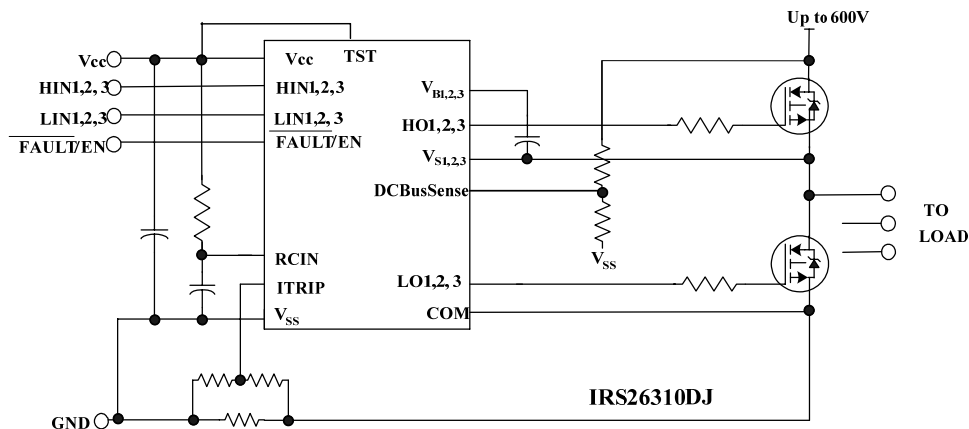 Up to 600V
TST
Vcc
Vcc
HIN1,2,3
HIN1,2,3
LIN1,2,3
LIN1,2, 3
FAULT/EN
FAULT/EN
VB1,2,3
HO1,2,3
VS1,2,3
DCBusSense
TO
LOAD
VSS
RCIN
ITRIP
LO1,2, 3
VSS
COM
IRS26310DJ
GND